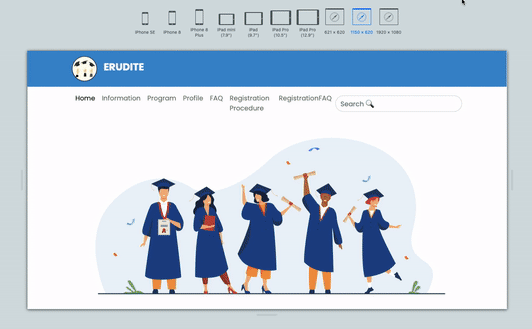 iPhone SE iPhone 8 iPhone 8 Plus iPad mini (7.9") iPad (9.7") iPad Pro (10.5") iPad Pro (12.9") 821 x 620 1150 x 620 1920 x 1080
ERUDITE
Home Information Program Profile FAQ Registration Procedure RegistrationFAQ
Search